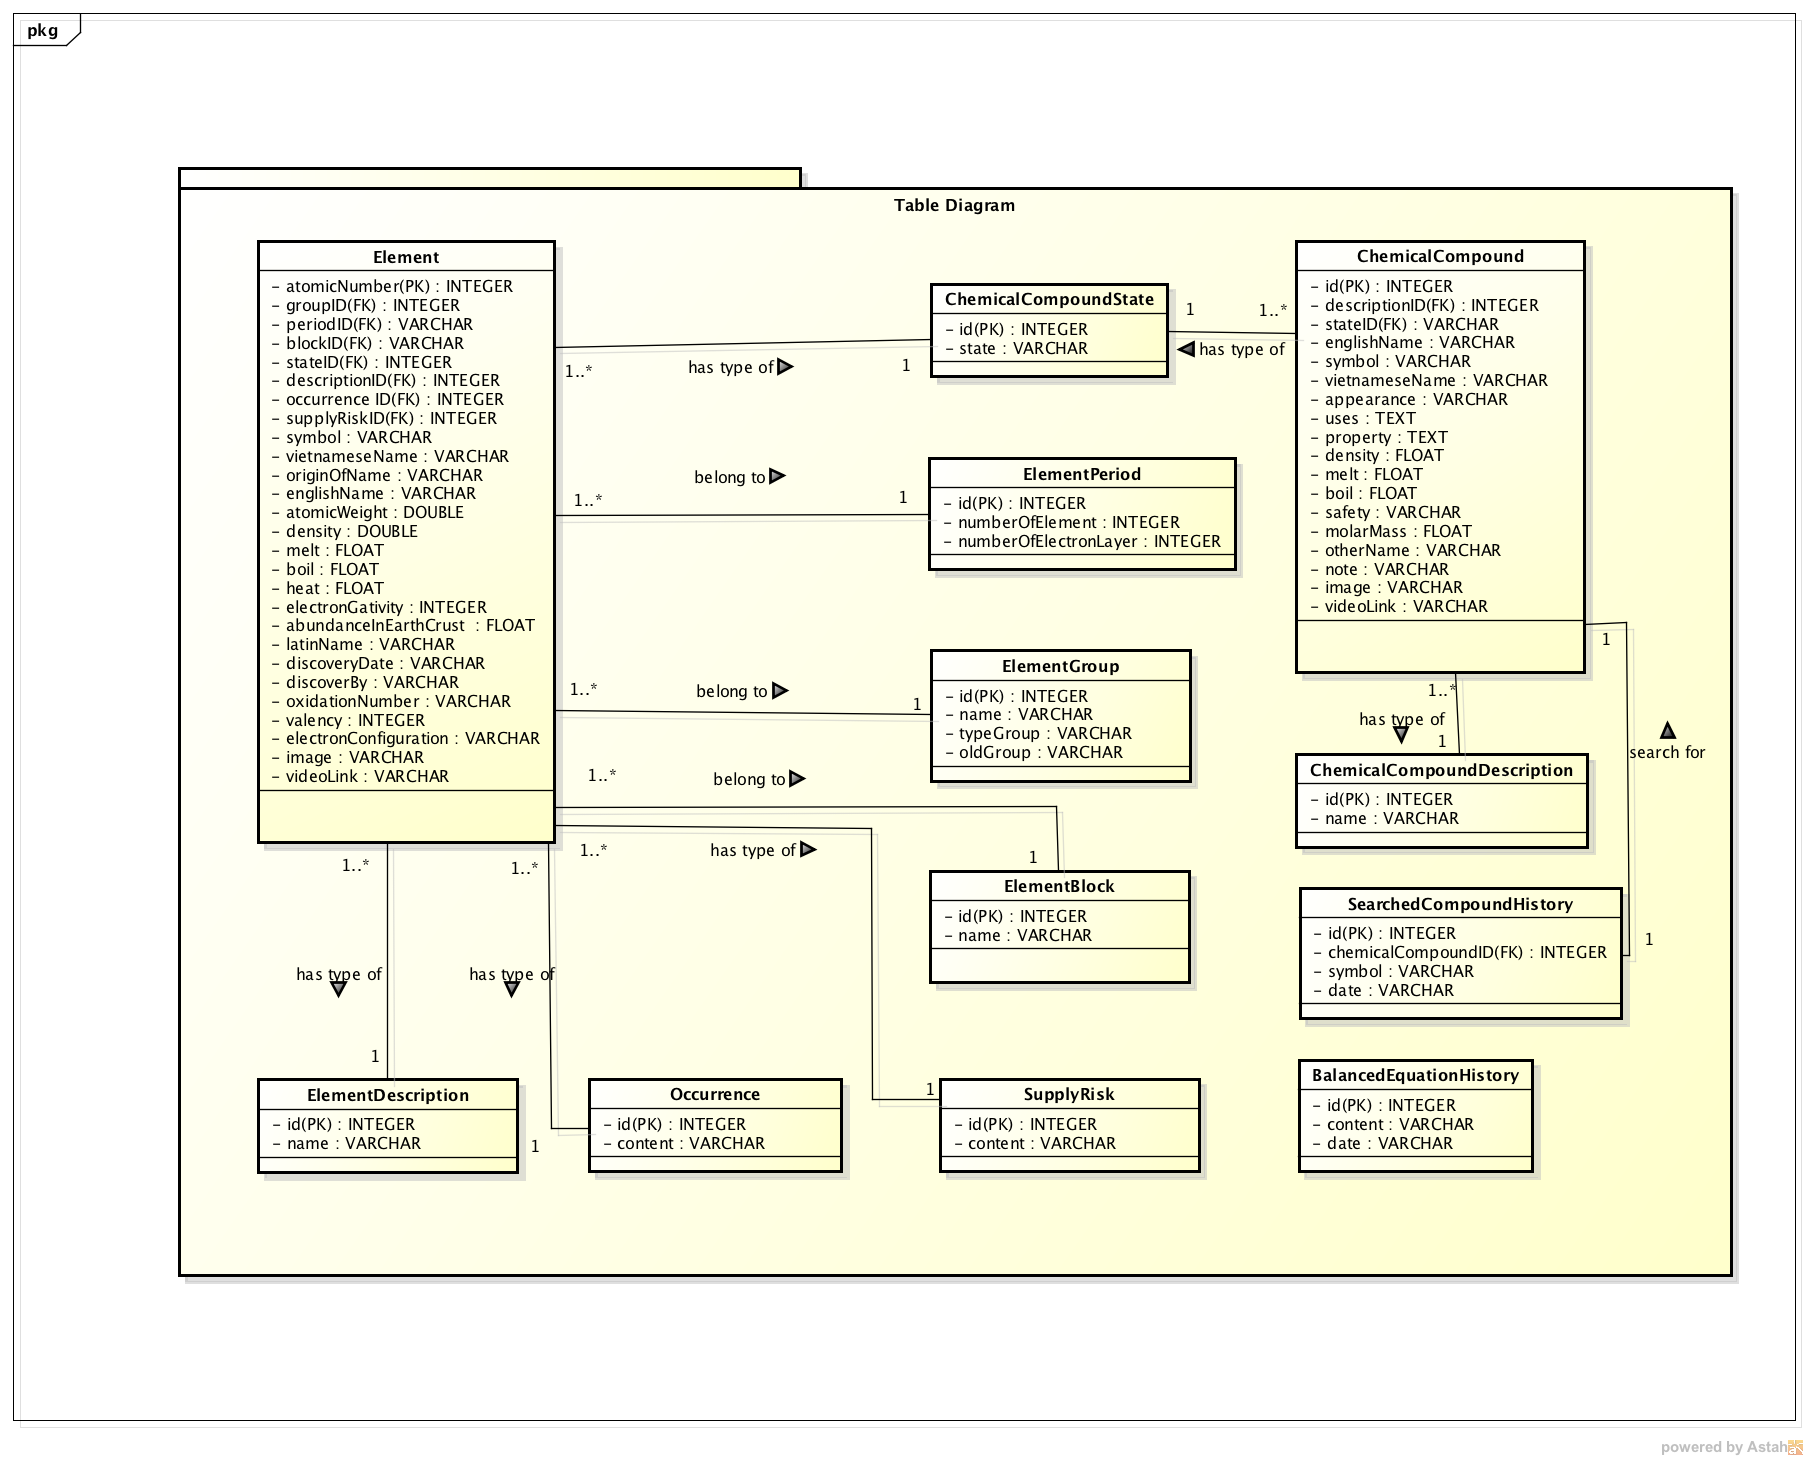 pkg
Table Diagram
Element
- atomicNumber(PK) : INTEGER
- groupID(FK) : INTEGER
- periodID(FK) : VARCHAR
- blockID(FK) : VARCHAR
- stateID(FK) : INTEGER
- descriptionID(FK) : INTEGER
- occurrence ID(FK) : INTEGER
- supplyRiskID(FK) : INTEGER
- symbol : VARCHAR
- vietnameseName : VARCHAR
- originOfName : VARCHAR
- englishName : VARCHAR
- atomicWeight : DOUBLE
- density : DOUBLE
- melt : FLOAT
- boil : FLOAT
- heat : FLOAT
- electronGativity : INTEGER
- abundanceInEarthCrust : FLOAT
- latinName : VARCHAR
- discoveryDate : VARCHAR
- discoverBy : VARCHAR
- oxidationNumber : VARCHAR
- valency : INTEGER
- electronConfiguration : VARCHAR
- image : VARCHAR
- videoLink : VARCHAR
1..*
has type of
1
ChemicalCompoundState
- id(PK) : INTEGER
- state : VARCHAR
1
1..*
has type of
ChemicalCompound
- id(PK) : INTEGER
- descriptionID(FK) : INTEGER
- stateID(FK) : VARCHAR
- englishName : VARCHAR
- symbol : VARCHAR
- vietnameseName : VARCHAR
- appearance : VARCHAR
- uses : TEXT
- property : TEXT
- density : FLOAT
- melt : FLOAT
- boil : FLOAT
- safety : VARCHAR
- molarMass : FLOAT
- otherName : VARCHAR
- note : VARCHAR
- image : VARCHAR
- videoLink : VARCHAR
belong to
1..*
1
ElementPeriod
- id(PK) : INTEGER
- numberOfElement : INTEGER
- numberOfElectronLayer : INTEGER
1..*
belong to
1
ElementGroup
- id(PK) : INTEGER
- name : VARCHAR
- typeGroup : VARCHAR
- oldGroup : VARCHAR
1
1..*
has type of
1
search for
ChemicalCompoundDescription
- id(PK) : INTEGER
- name : VARCHAR
1..*
belong to
1
ElementBlock
- id(PK) : INTEGER
- name : VARCHAR
1..*
has type of
1
SearchedCompoundHistory
- id(PK) : INTEGER
- chemicalCompoundID(FK) : INTEGER
- symbol : VARCHAR
- date : VARCHAR
1
1..*
has type of
1
1..*
has type of
1
ElementDescription
- id(PK) : INTEGER
- name : VARCHAR
Occurrence
- id(PK) : INTEGER
- content : VARCHAR
SupplyRisk
- id(PK) : INTEGER
- content : VARCHAR
BalancedEquationHistory
- id(PK) : INTEGER
- content : VARCHAR
- date : VARCHAR
powered by Astah